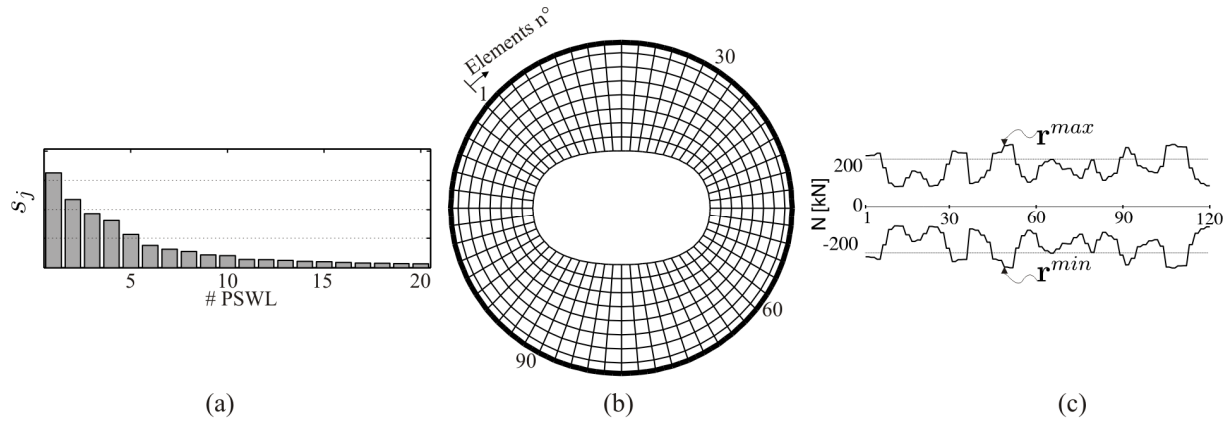 s_j
5
10
15
20
# PSWL
(a)
Elements n°
1
30
60
90
(b)
r^{max}
200
0
-200
N [kN]
1
30
60
90
120
r^{min}
(c)